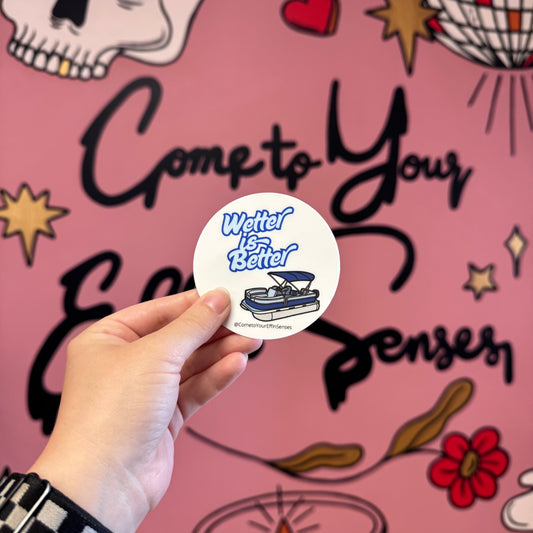 Come to Your
Senses
Wetter
is
Better
@CometoYourEffinSenses